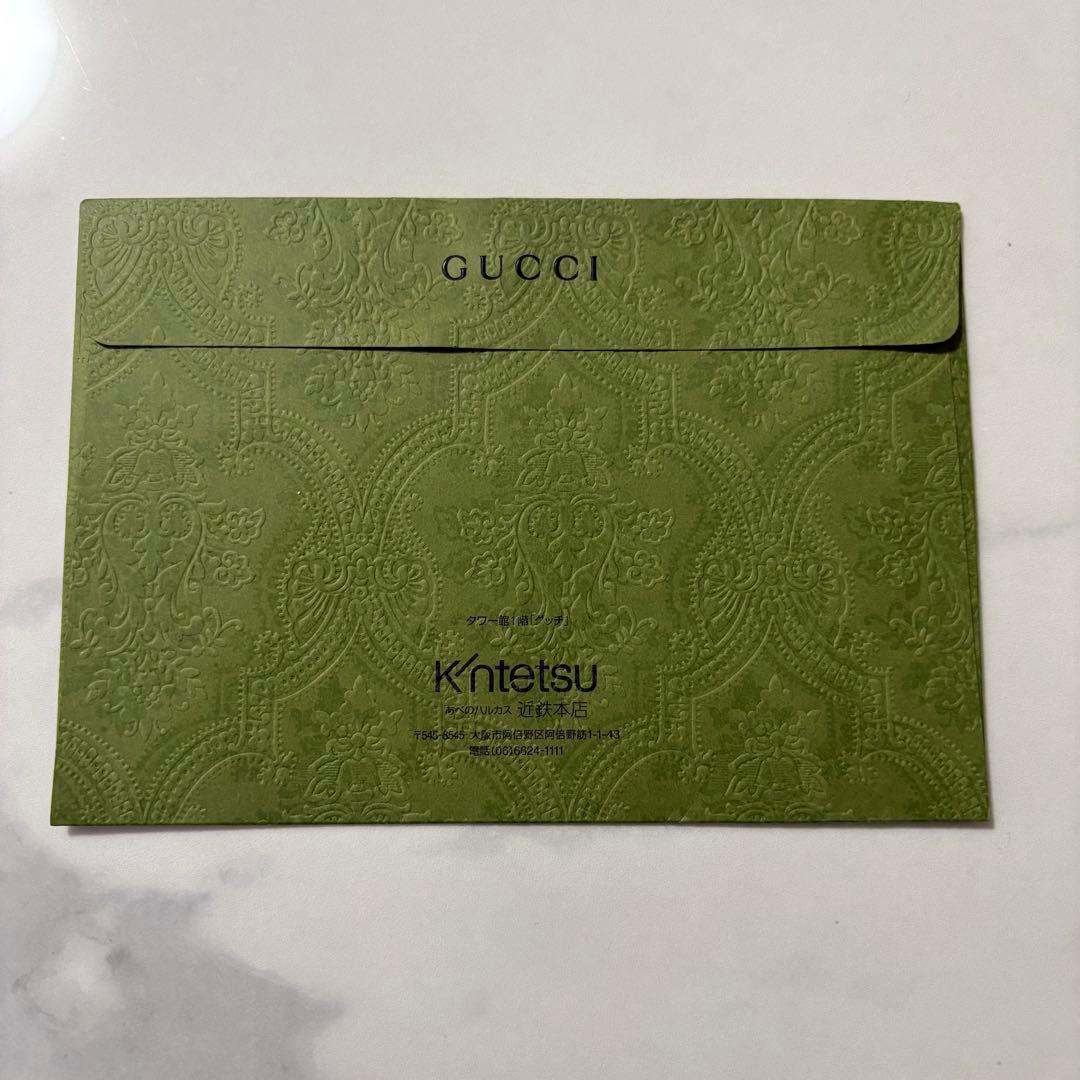 GUCCI
タワー館1階「グッチ」
Kintetsu
あべのハルカス 近鉄本店
〒545-8545 大阪市阿倍野区阿倍野筋1-1-43
電話(06)6624-1111